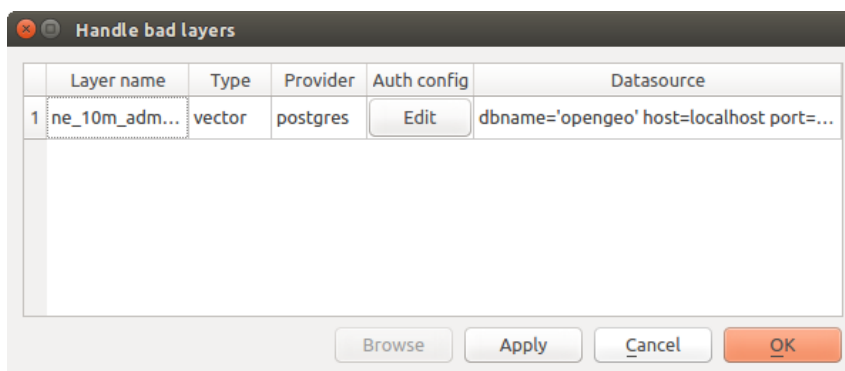 Handle bad layers
Layer name Type Provider Auth config Datasource
1 ne_10m_adm... vector postgres Edit dbname='opengeo' host=localhost port=...
Browse Apply Cancel OK